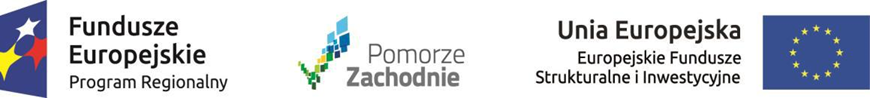 Fundusze
Europejskie
Program Regionalny
Pomorze
Zachodnie
Unia Europejska
Europejskie Fundusze
Strukturalne i Inwestycyjne